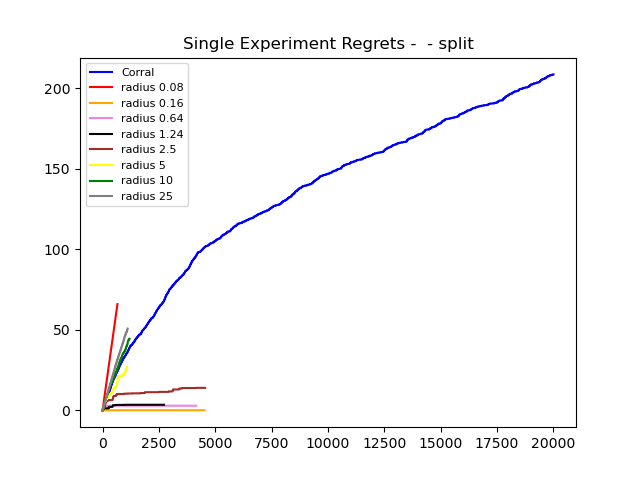 Single Experiment Regrets -  - split
Corral
radius 0.08
radius 0.16
radius 0.64
radius 1.24
radius 2.5
radius 5
radius 10
radius 25
200
150
100
50
0
0 2500 5000 7500 10000 12500 15000 17500 20000